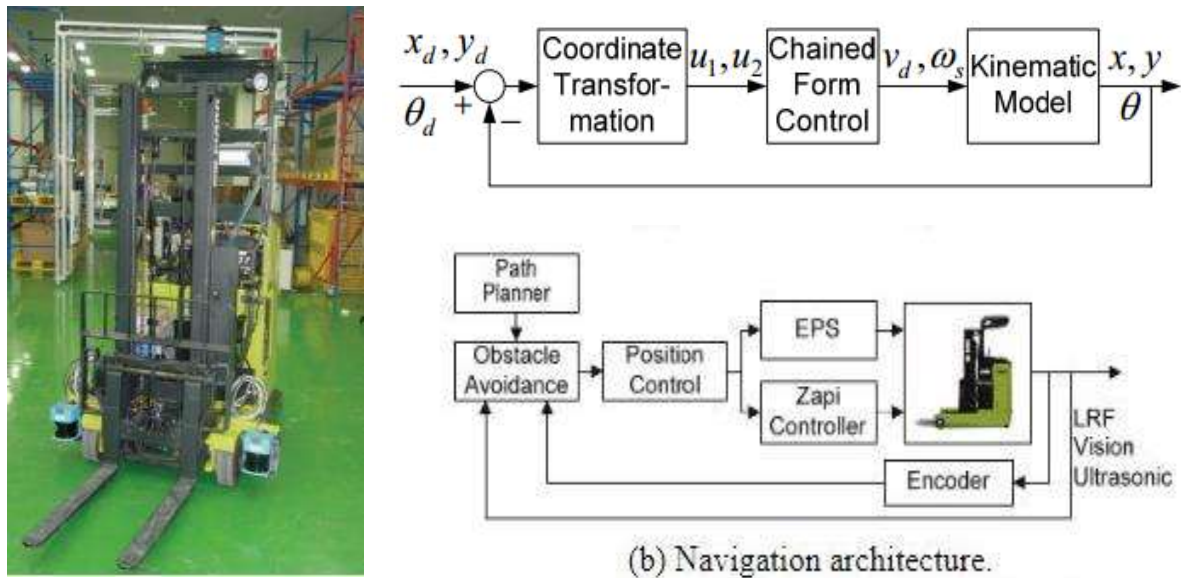 x_d, y_d
θ_d
+
−
Coordinate
Transfor-
mation
u_1, u_2
Chained
Form
Control
v_d, ω_s
Kinematic
Model
x, y
θ
Path
Planner
Obstacle
Avoidance
Position
Control
EPS
Zapi
Controller
Encoder
LRF
Vision
Ultrasonic
(b) Navigation architecture.